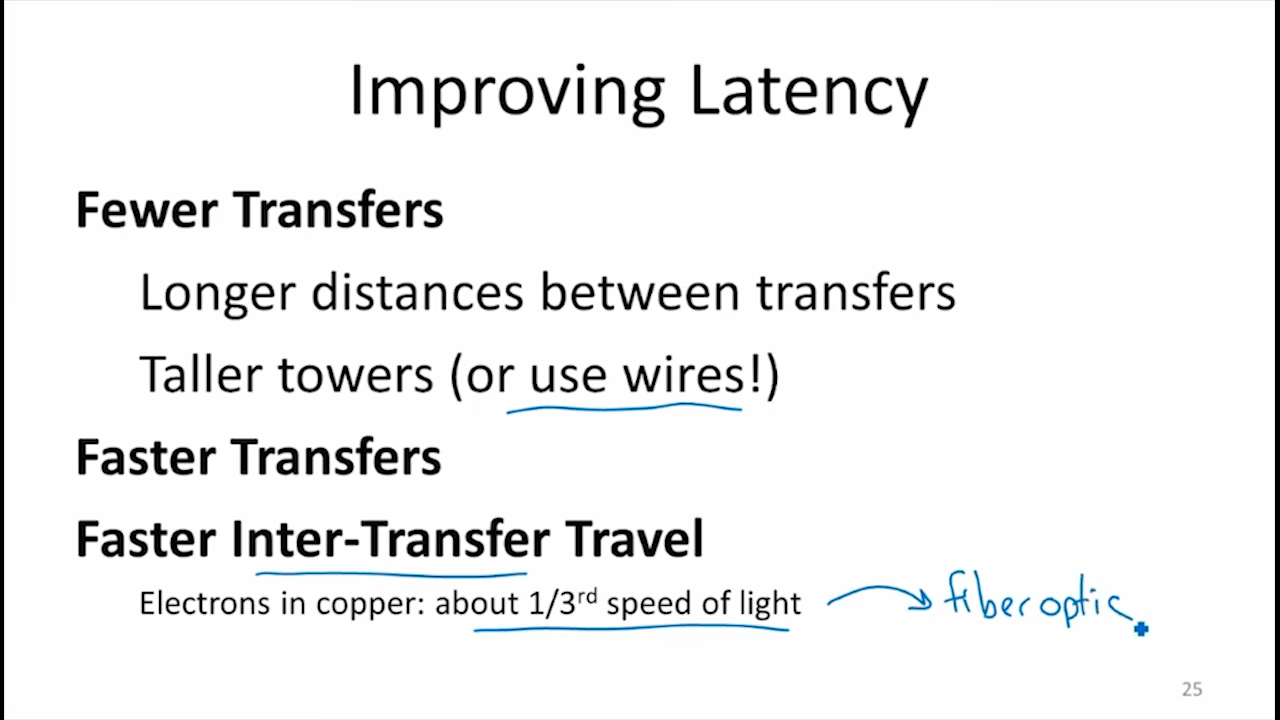 Improving Latency
Fewer Transfers
Longer distances between transfers
Taller towers (or use wires!)
Faster Transfers
Faster Inter-Transfer Travel
Electrons in copper: about 1/3rd speed of light fiber optic
25